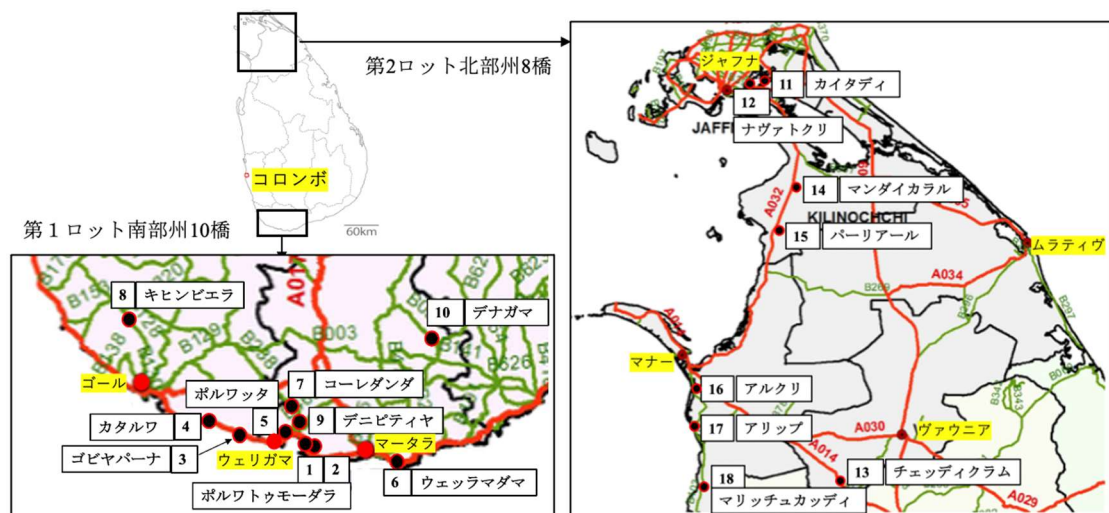 第2ロット北部州8橋
コロンボ
第１ロット南部州10橋
60km
8 キヒンビエラ
10 デナガマ
B003
B129
B138
ゴール
ポルワッタ
7 コーレダンダ
カタルワ 4
5
9 デニピティヤ
マータラ
ゴビヤパーナ 3
ウェリガマ
1 2
6 ウェッラマダマ
ポルワトゥモーダラ
ジャフナ
11 カイタディ
12
ナヴァトクリ
14 マンダイカラル
A032
KILINOCHCHI
15 パーリアール
ムラティヴ
A034
B269
B297
マナー
16 アルクリ
17 アリップ
A030
ヴァウニア
A014
13 チェッディクラム
18
マリッチュカッディ
A029